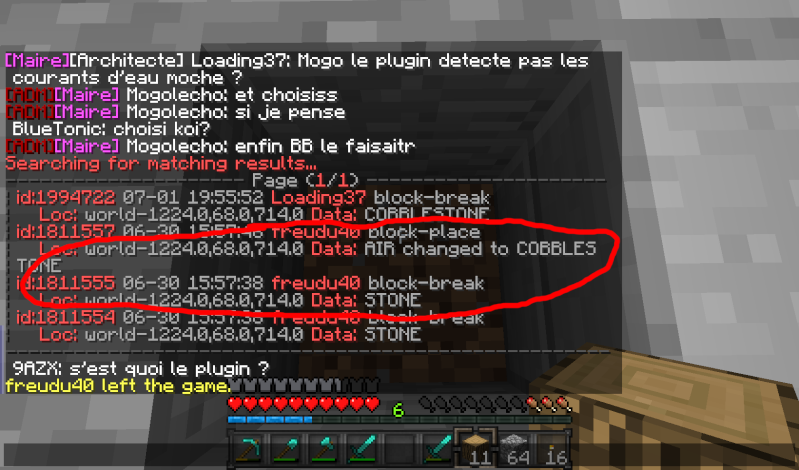 [Maire][Architecte] Loading37: Mogo le plugin detecte pas les
courants d'eau moche ?
[ADM][Maire] Mogolecho: et choisiss
[ADM][Maire] Mogolecho: si je pense
BlueTonic: choisi koi?
[ADM][Maire] Mogolecho: enfin BB le faisaitr
Searching for matching results...
Page (1/1)
id:1994722 07-01 19:55:52 Loading37 block-break
Loc: world-1224.0,68.0,714.0 Data: COBBLESTONE
id:1811557 06-30 15:57:48 freudu40 block-place
Loc: world-1224.0,68.0,714.0 Data: AIR changed to COBBLES
TONE
id:1811555 06-30 15:57:38 freudu40 block-break
Loc: world-1224.0,68.0,714.0 Data: STONE
id:1811554 06-30 15:57:38 freudu40 block-break
Loc: world-1224.0,68.0,714.0 Data: STONE
9AZX: s'est quoi le plugin ?
freudu40 left the game.
6
11 64 16